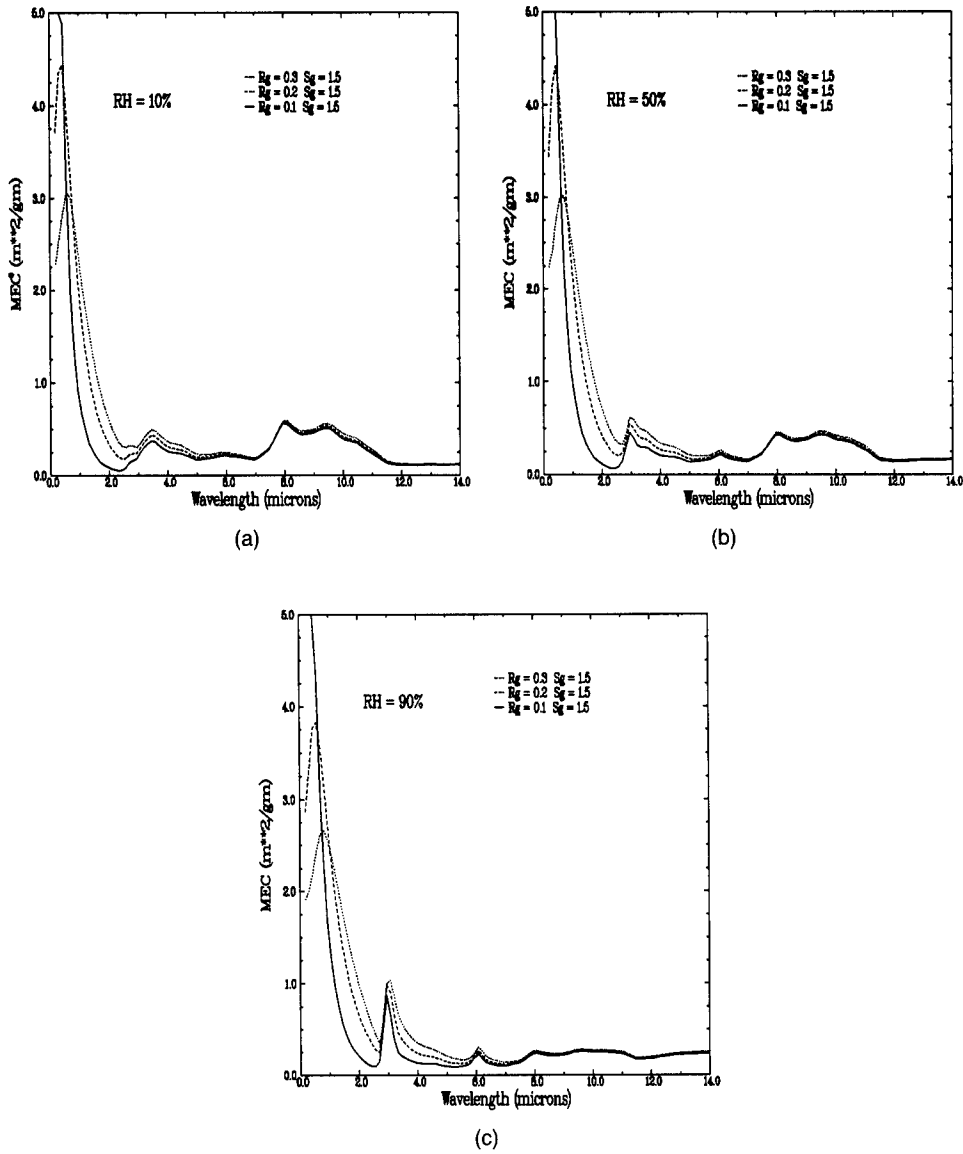 5.0
4.0
3.0
2.0
1.0
0.0
MEC (m**2/gm)
RH = 10%
Rg = 0.3 Sg = 1.5
Rg = 0.2 Sg = 1.5
Rg = 0.1 Sg = 1.5
0.0 2.0 4.0 6.0 8.0 10.0 12.0 14.0
Wavelength (microns)
(a)
5.0
4.0
3.0
2.0
1.0
0.0
MEC (m**2/gm)
RH = 50%
Rg = 0.3 Sg = 1.5
Rg = 0.2 Sg = 1.5
Rg = 0.1 Sg = 1.5
0.0 2.0 4.0 6.0 8.0 10.0 12.0 14.0
Wavelength (microns)
(b)
5.0
4.0
3.0
2.0
1.0
0.0
MEC (m**2/gm)
RH = 90%
Rg = 0.3 Sg = 1.5
Rg = 0.2 Sg = 1.5
Rg = 0.1 Sg = 1.5
0.0 2.0 4.0 6.0 8.0 10.0 12.0 14.0
Wavelength (microns)
(c)